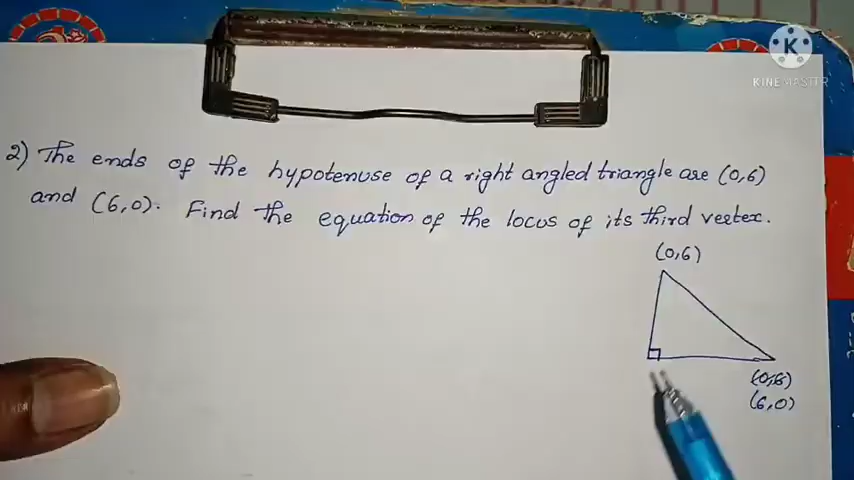 K
KINEMASTER
2) The ends of the hypotenuse of a right angled triangle are (0,6)
and (6,0). Find the equation of the locus of its third vertex.
(0,6)
(0,6)
(6,0)